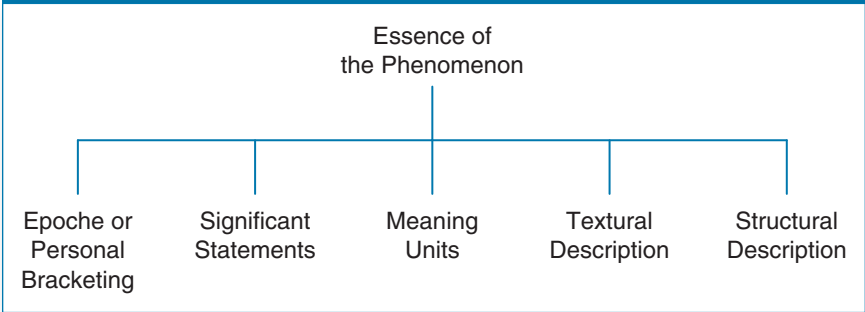 Essence of
the Phenomenon
Epoche or
Personal
Bracketing
Significant
Statements
Meaning
Units
Textural
Description
Structural
Description